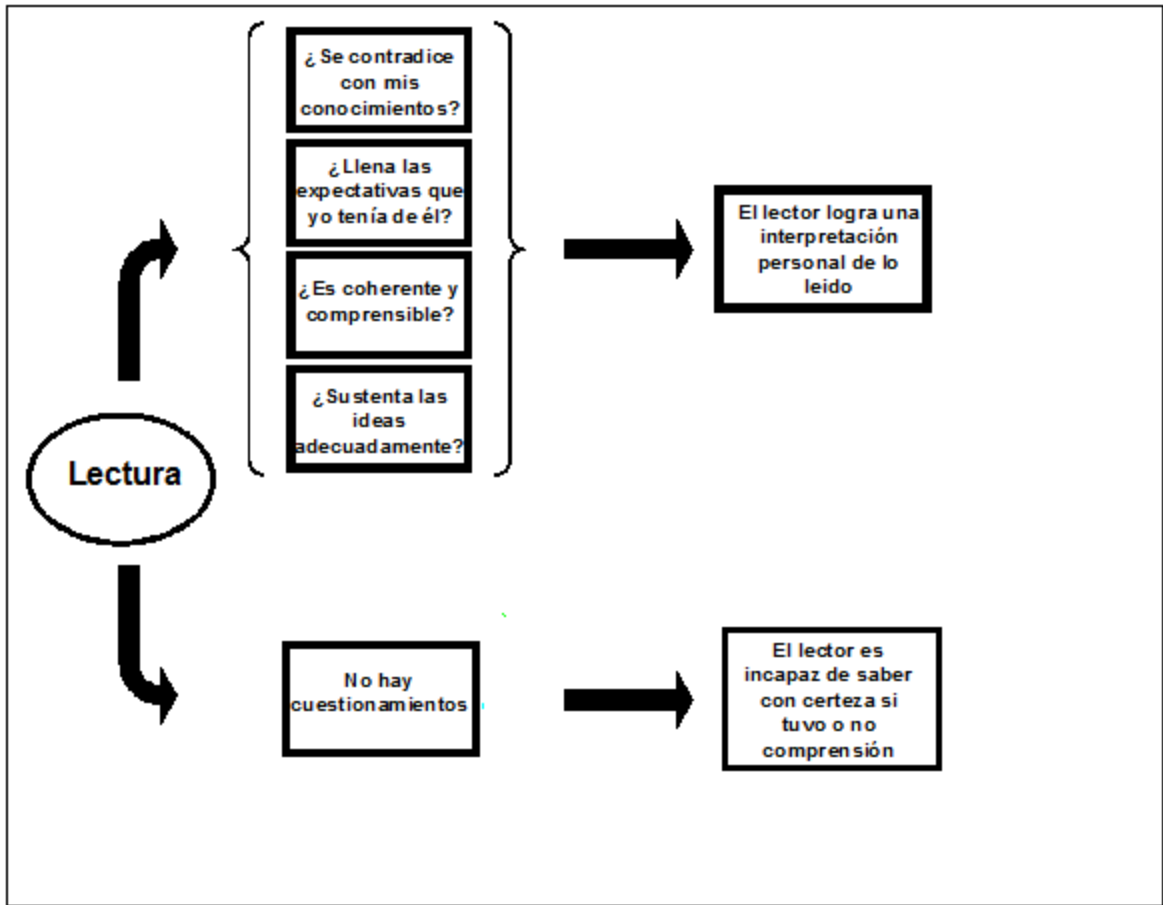 ¿Se contradice
con mis
conocimientos?
¿Llena las
expectativas que
yo tenía de él?
¿Es coherente y
comprensible?
¿Sustenta las
ideas
adecuadamente?
El lector logra una
interpretación
personal de lo
leido
Lectura
No hay
cuestionamientos
El lector es
incapaz de saber
con certeza si
tuvo o no
comprensión